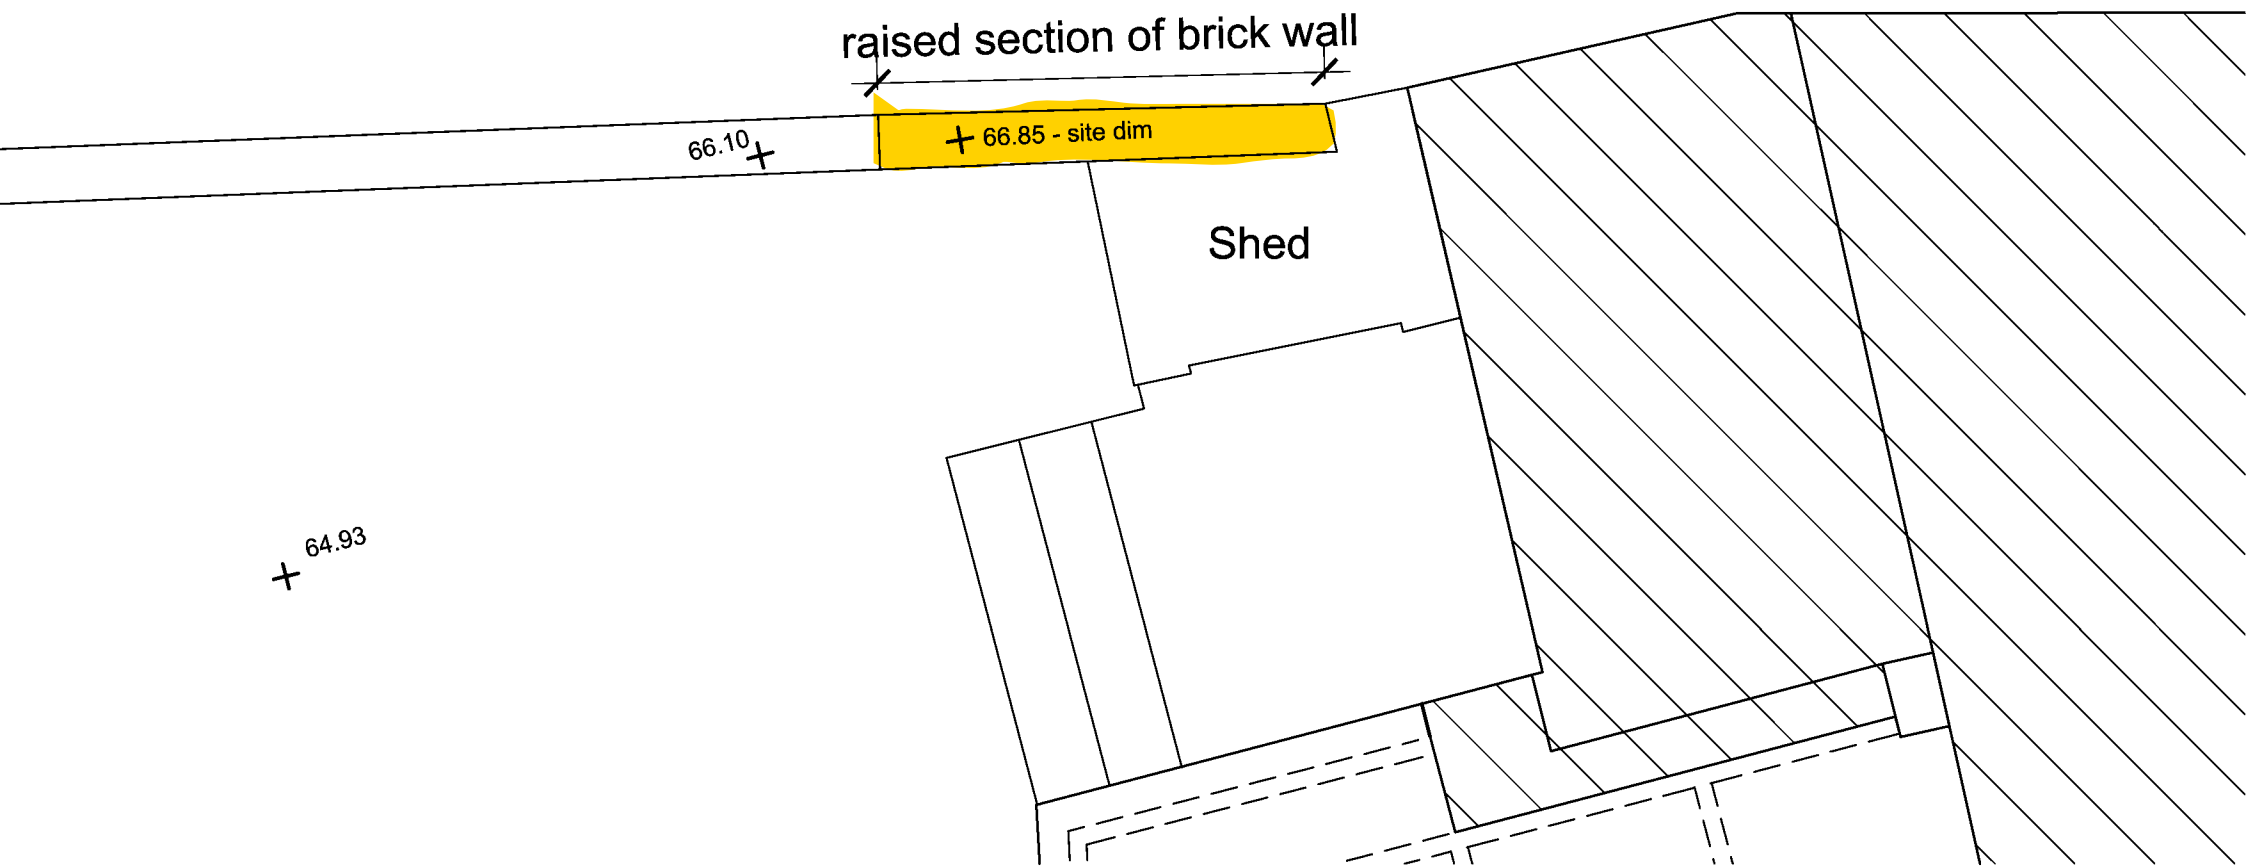 raised section of brick wall
66.10
66.85 - site dim
Shed
64.93